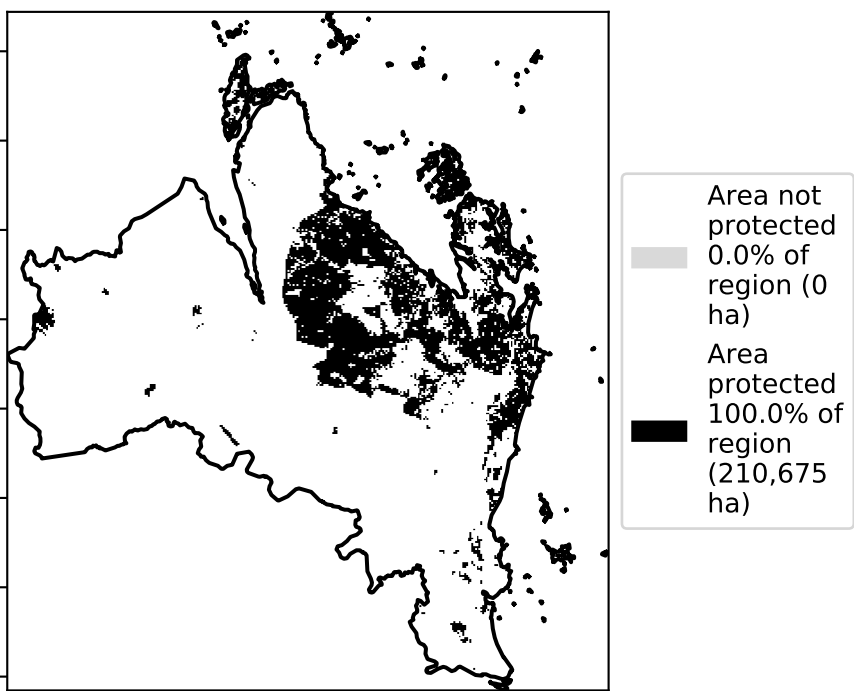 Area not
protected
0.0% of
region (0
ha)
Area
protected
100.0% of
region
(210,675
ha)